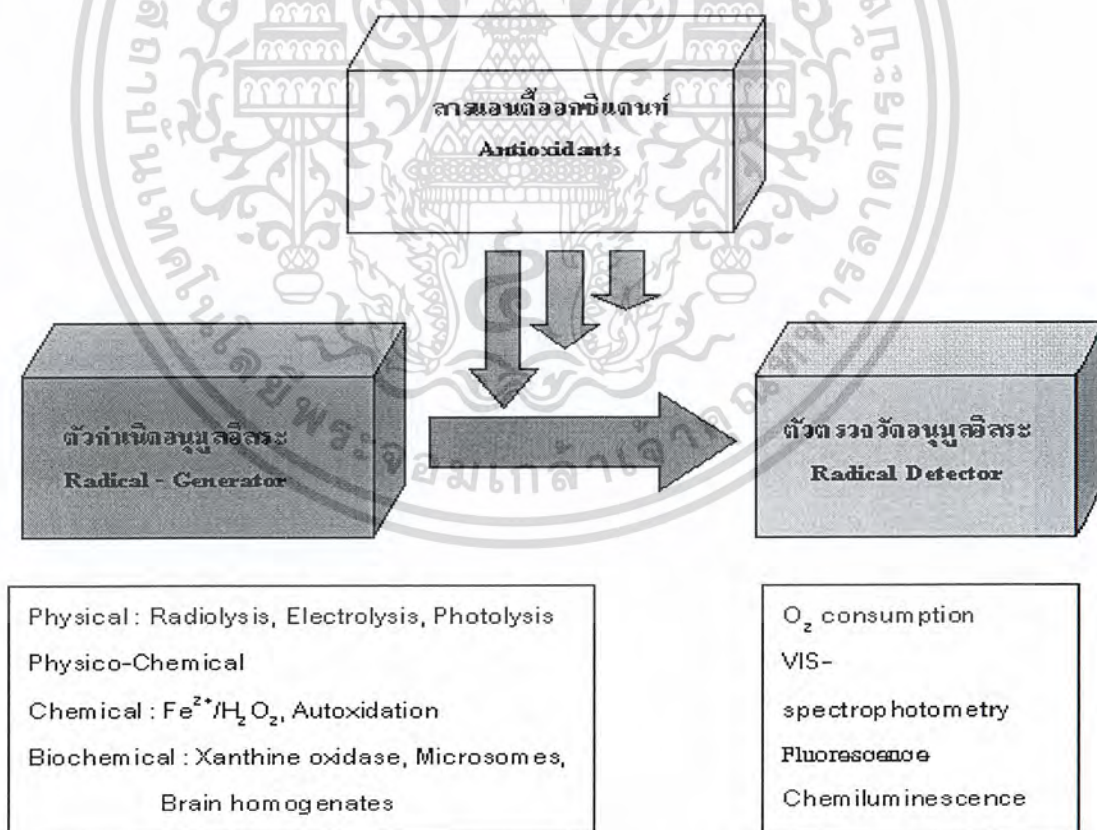 สารแอนติ้ออกซิแดนท์
Antioxidants
ตัวกำเนิดอนุมูลอิสระ
Radical - Generator
ตัวตรวจวัดอนุมูลอิสระ
Radical Detector
Physical : Radiolysis, Electrolysis, Photolysis
Physico-Chemical
Chemical : Fe²⁺/H₂O₂, Autoxidation
Biochemical : Xanthine oxidase, Microsomes,
Brain homogenates
O₂ consumption
VIS-
spectrophotometry
Fluorescence
Chemiluminescence